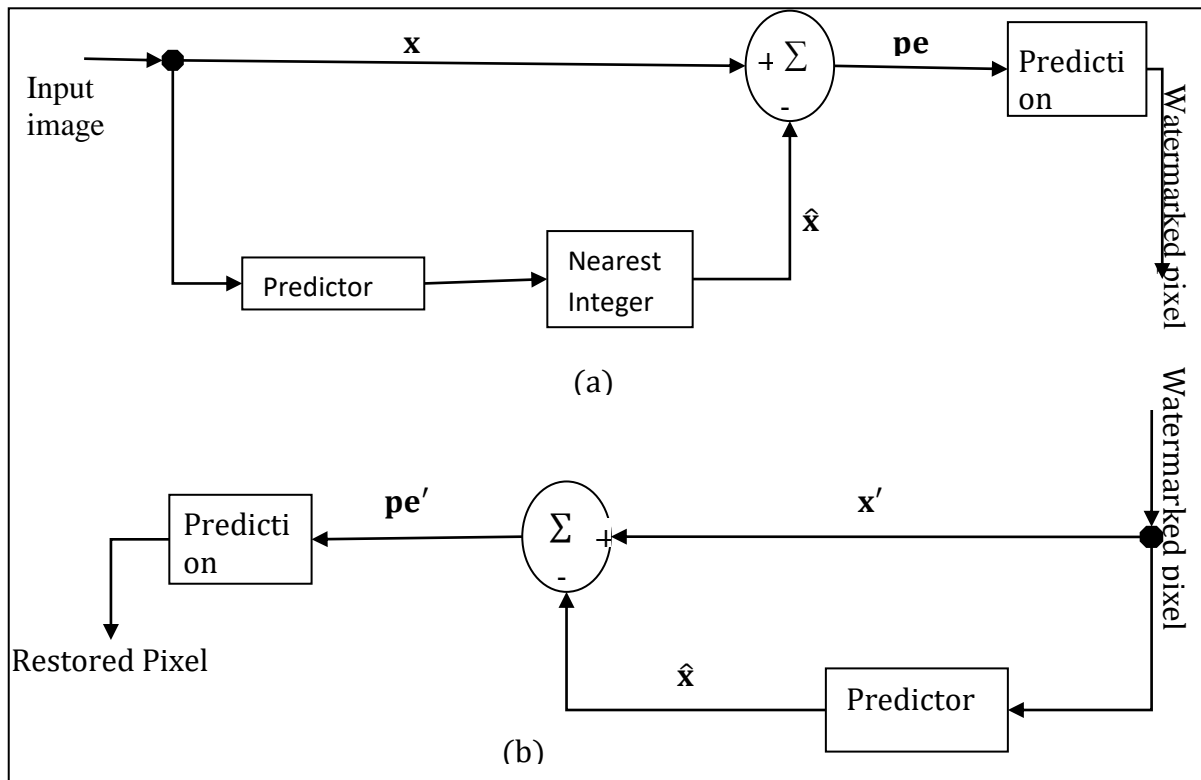 x
pe
+ Σ
-
Predicti
on
Input
image
Watermarked pixel
x̂
Predictor
Nearest
Integer
(a)
Watermarked pixel
pe′
x′
Predicti
on
Σ
+
-
Restored Pixel
x̂
Predictor
(b)